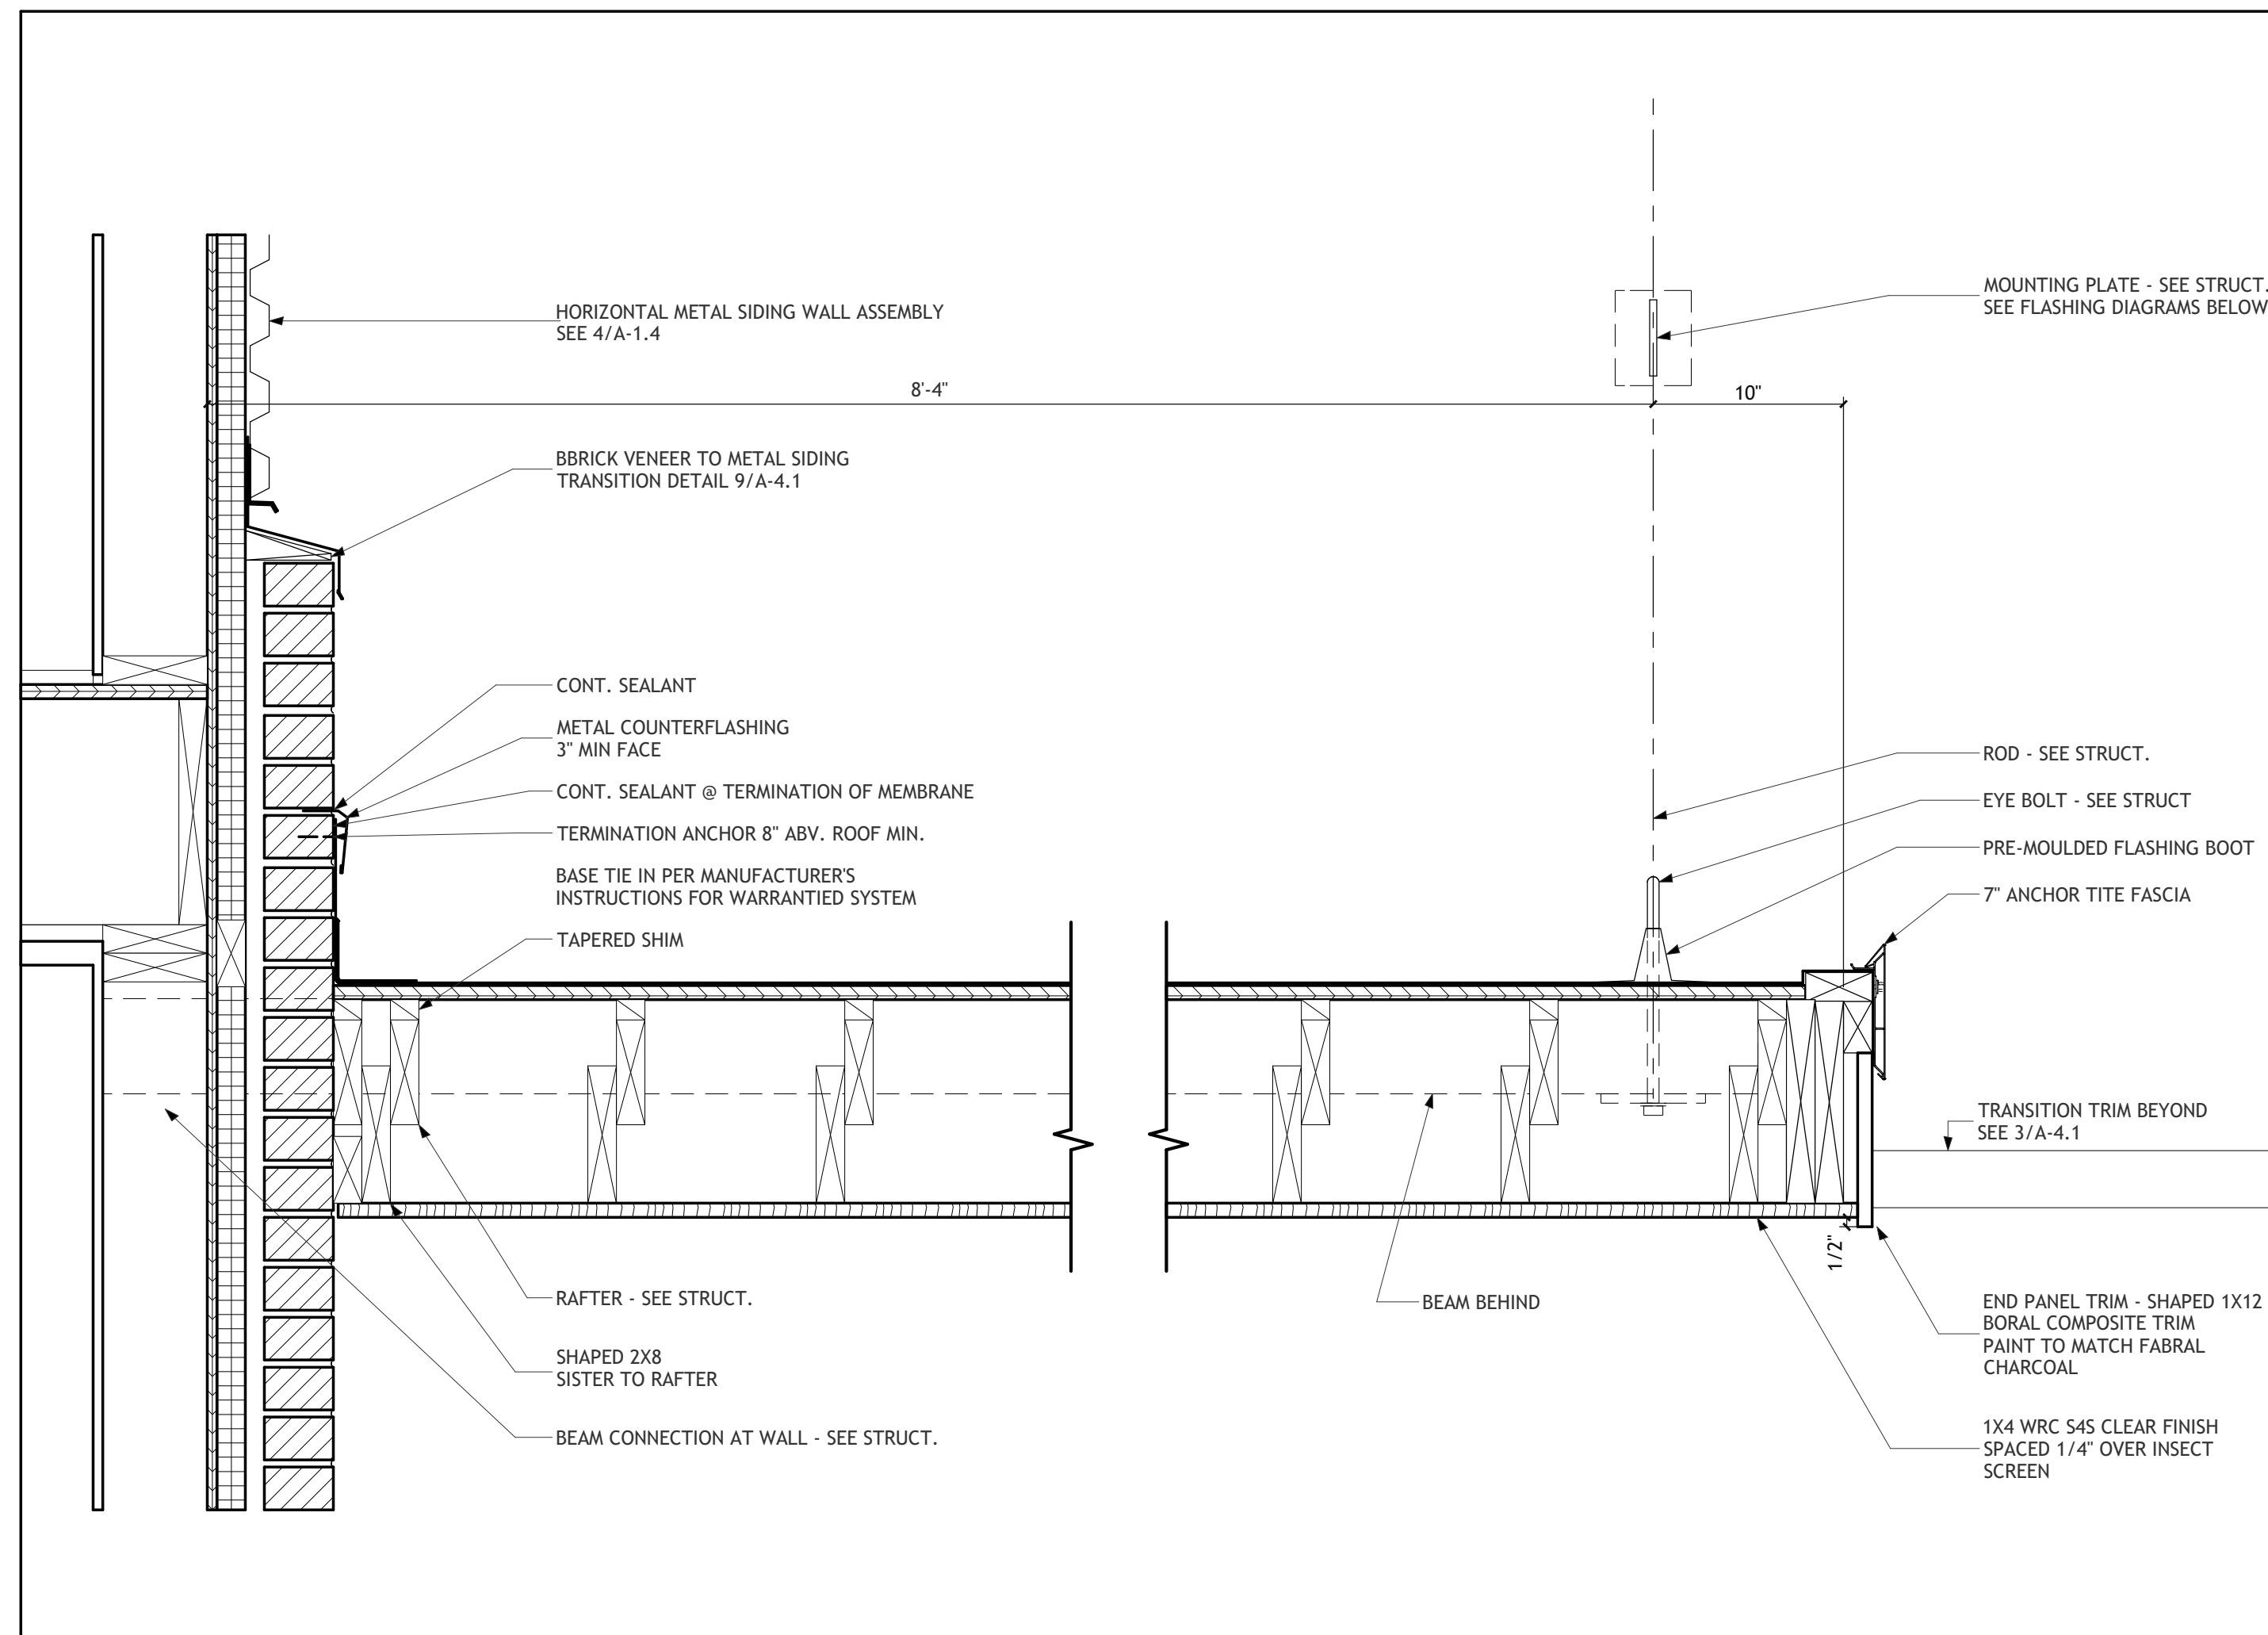 HORIZONTAL METAL SIDING WALL ASSEMBLY
SEE 4/A-1.4
MOUNTING PLATE - SEE STRUCT.
SEE FLASHING DIAGRAMS BELOW
8'-4"
10"
BBRICK VENEER TO METAL SIDING
TRANSITION DETAIL 9/A-4.1
CONT. SEALANT
METAL COUNTERFLASHING
3" MIN FACE
CONT. SEALANT @ TERMINATION OF MEMBRANE
TERMINATION ANCHOR 8" ABV. ROOF MIN.
BASE TIE IN PER MANUFACTURER'S
INSTRUCTIONS FOR WARRANTIED SYSTEM
TAPERED SHIM
ROD - SEE STRUCT.
EYE BOLT - SEE STRUCT
PRE-MOULDED FLASHING BOOT
7" ANCHOR TITE FASCIA
TRANSITION TRIM BEYOND
SEE 3/A-4.1
1/2"
RAFTER - SEE STRUCT.
SHAPED 2X8
SISTER TO RAFTER
BEAM CONNECTION AT WALL - SEE STRUCT.
BEAM BEHIND
END PANEL TRIM - SHAPED 1X12
BORAL COMPOSITE TRIM
PAINT TO MATCH FABRAL
CHARCOAL
1X4 WRC S4S CLEAR FINISH
SPACED 1/4" OVER INSECT
SCREEN